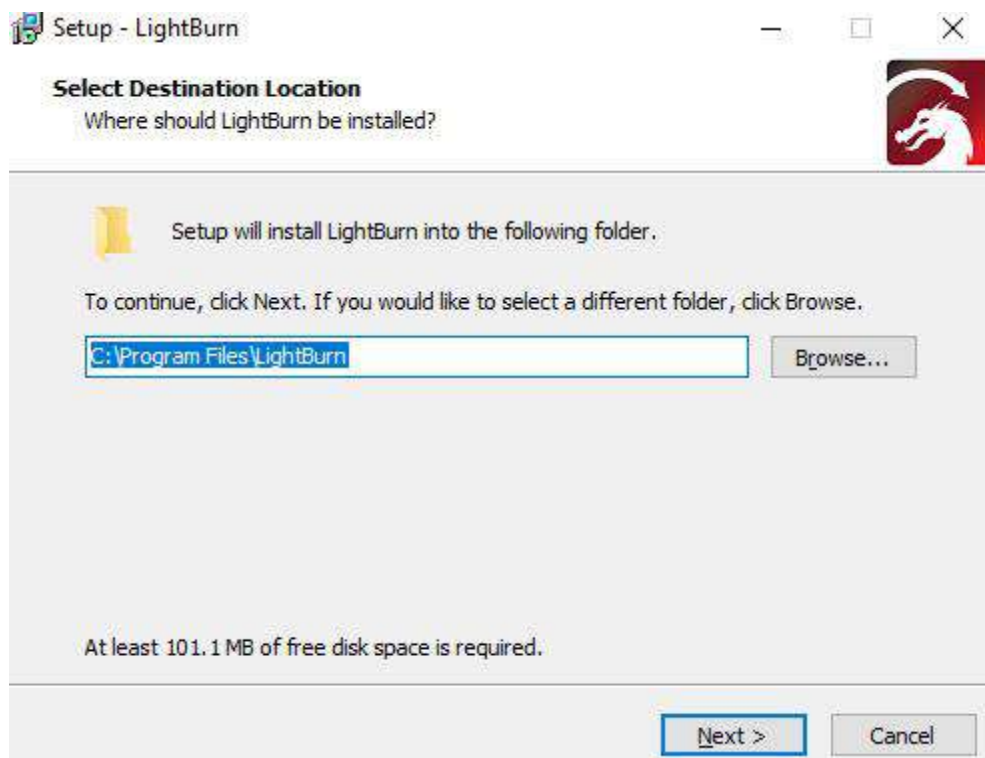 Setup - LightBurn
Select Destination Location
Where should LightBurn be installed?
Setup will install LightBurn into the following folder.
To continue, click Next. If you would like to select a different folder, click Browse.
C:\Program Files\LightBurn
Browse...
At least 101.1 MB of free disk space is required.
Next >
Cancel